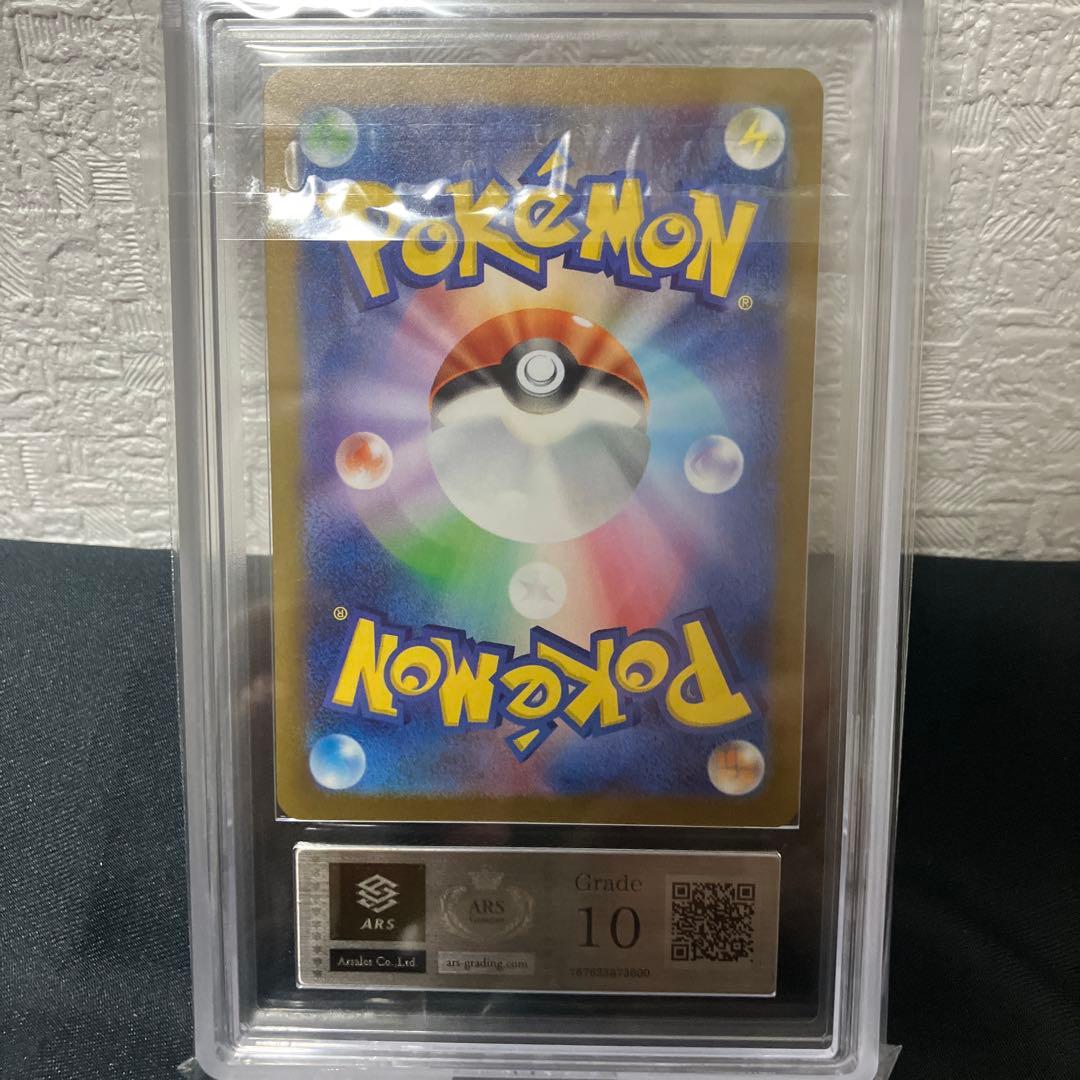 POKéMON
®
®
POKéMON
ARS
Arsales Co.,Ltd.
ARS
ars-grading.com
Grade
10